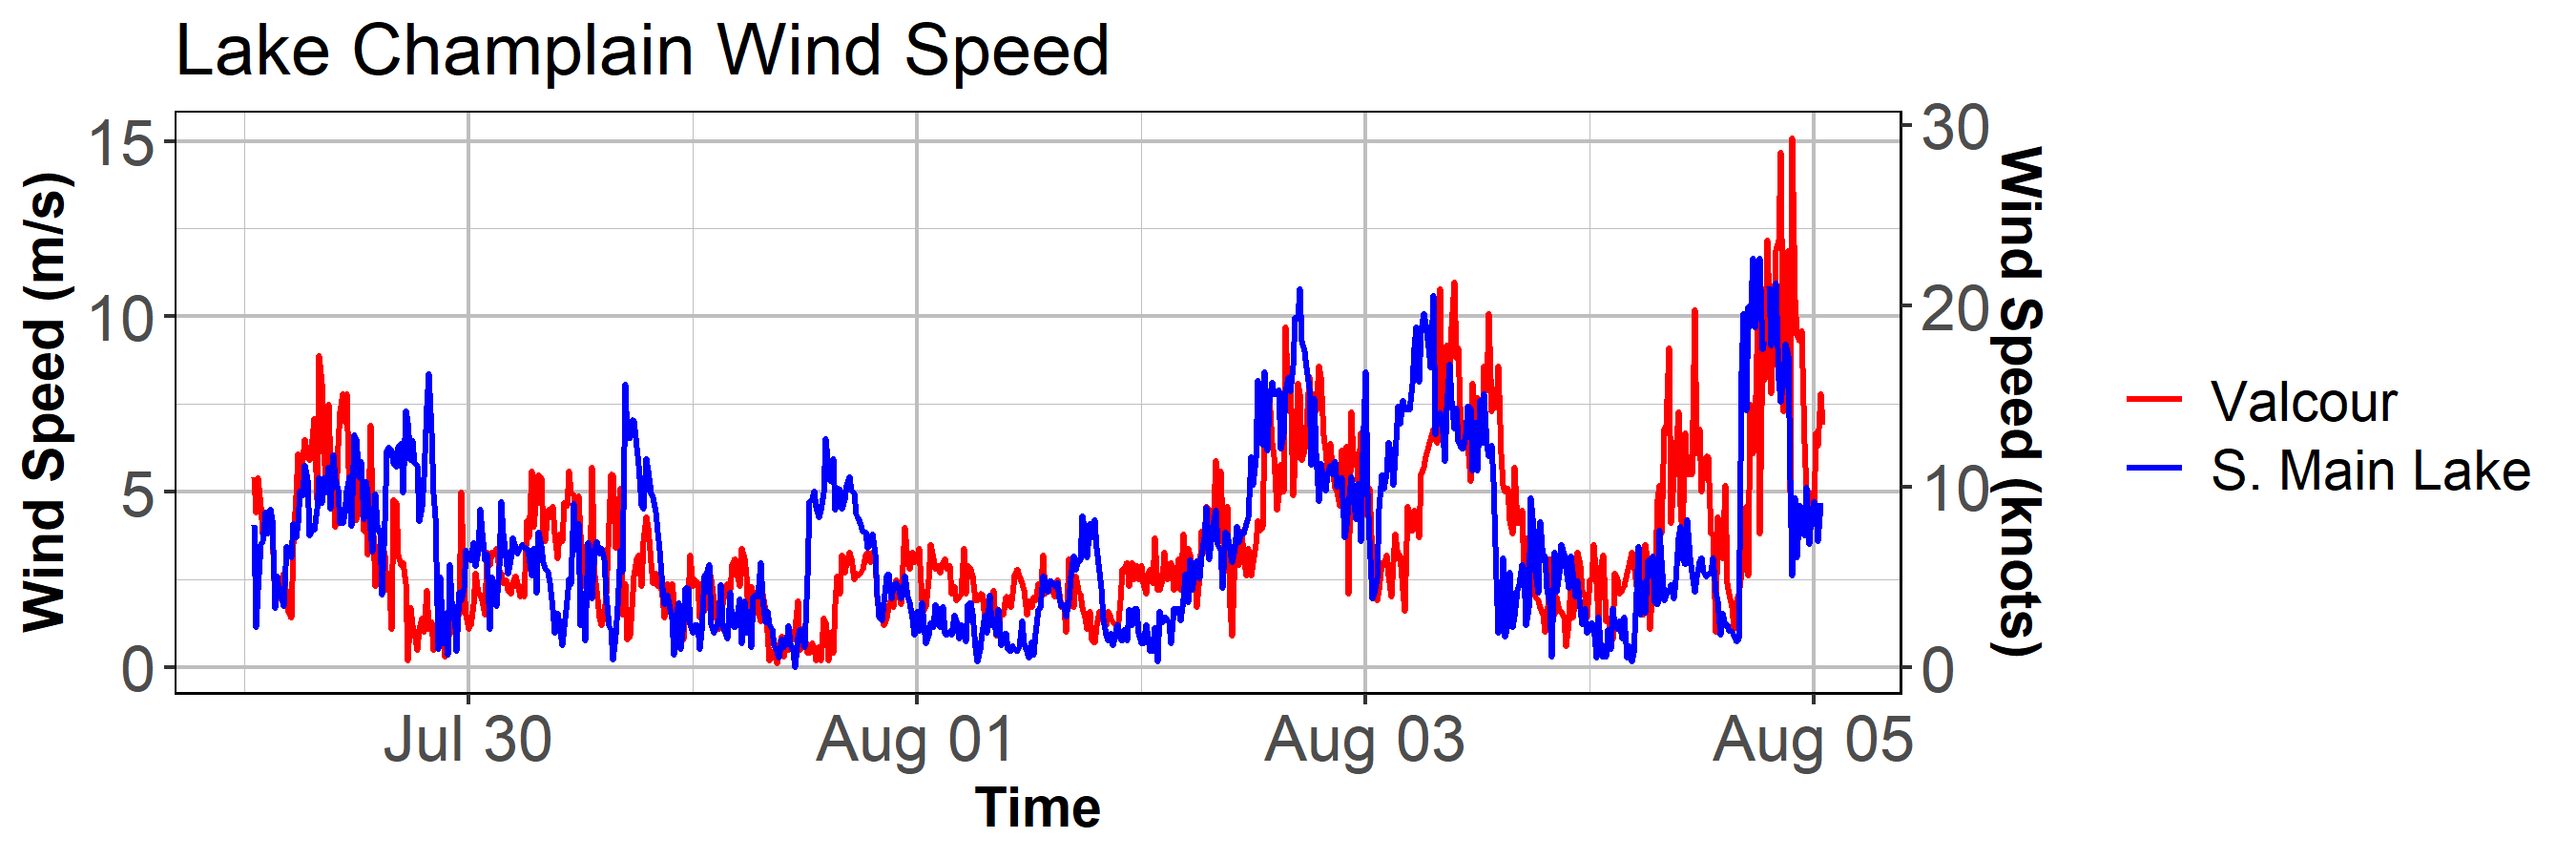 Lake Champlain Wind Speed
Wind Speed (m/s)
15
10
5
0
30
20
10
0
Wind Speed (knots)
Jul 30
Aug 01
Aug 03
Aug 05
Time
Valcour
S. Main Lake